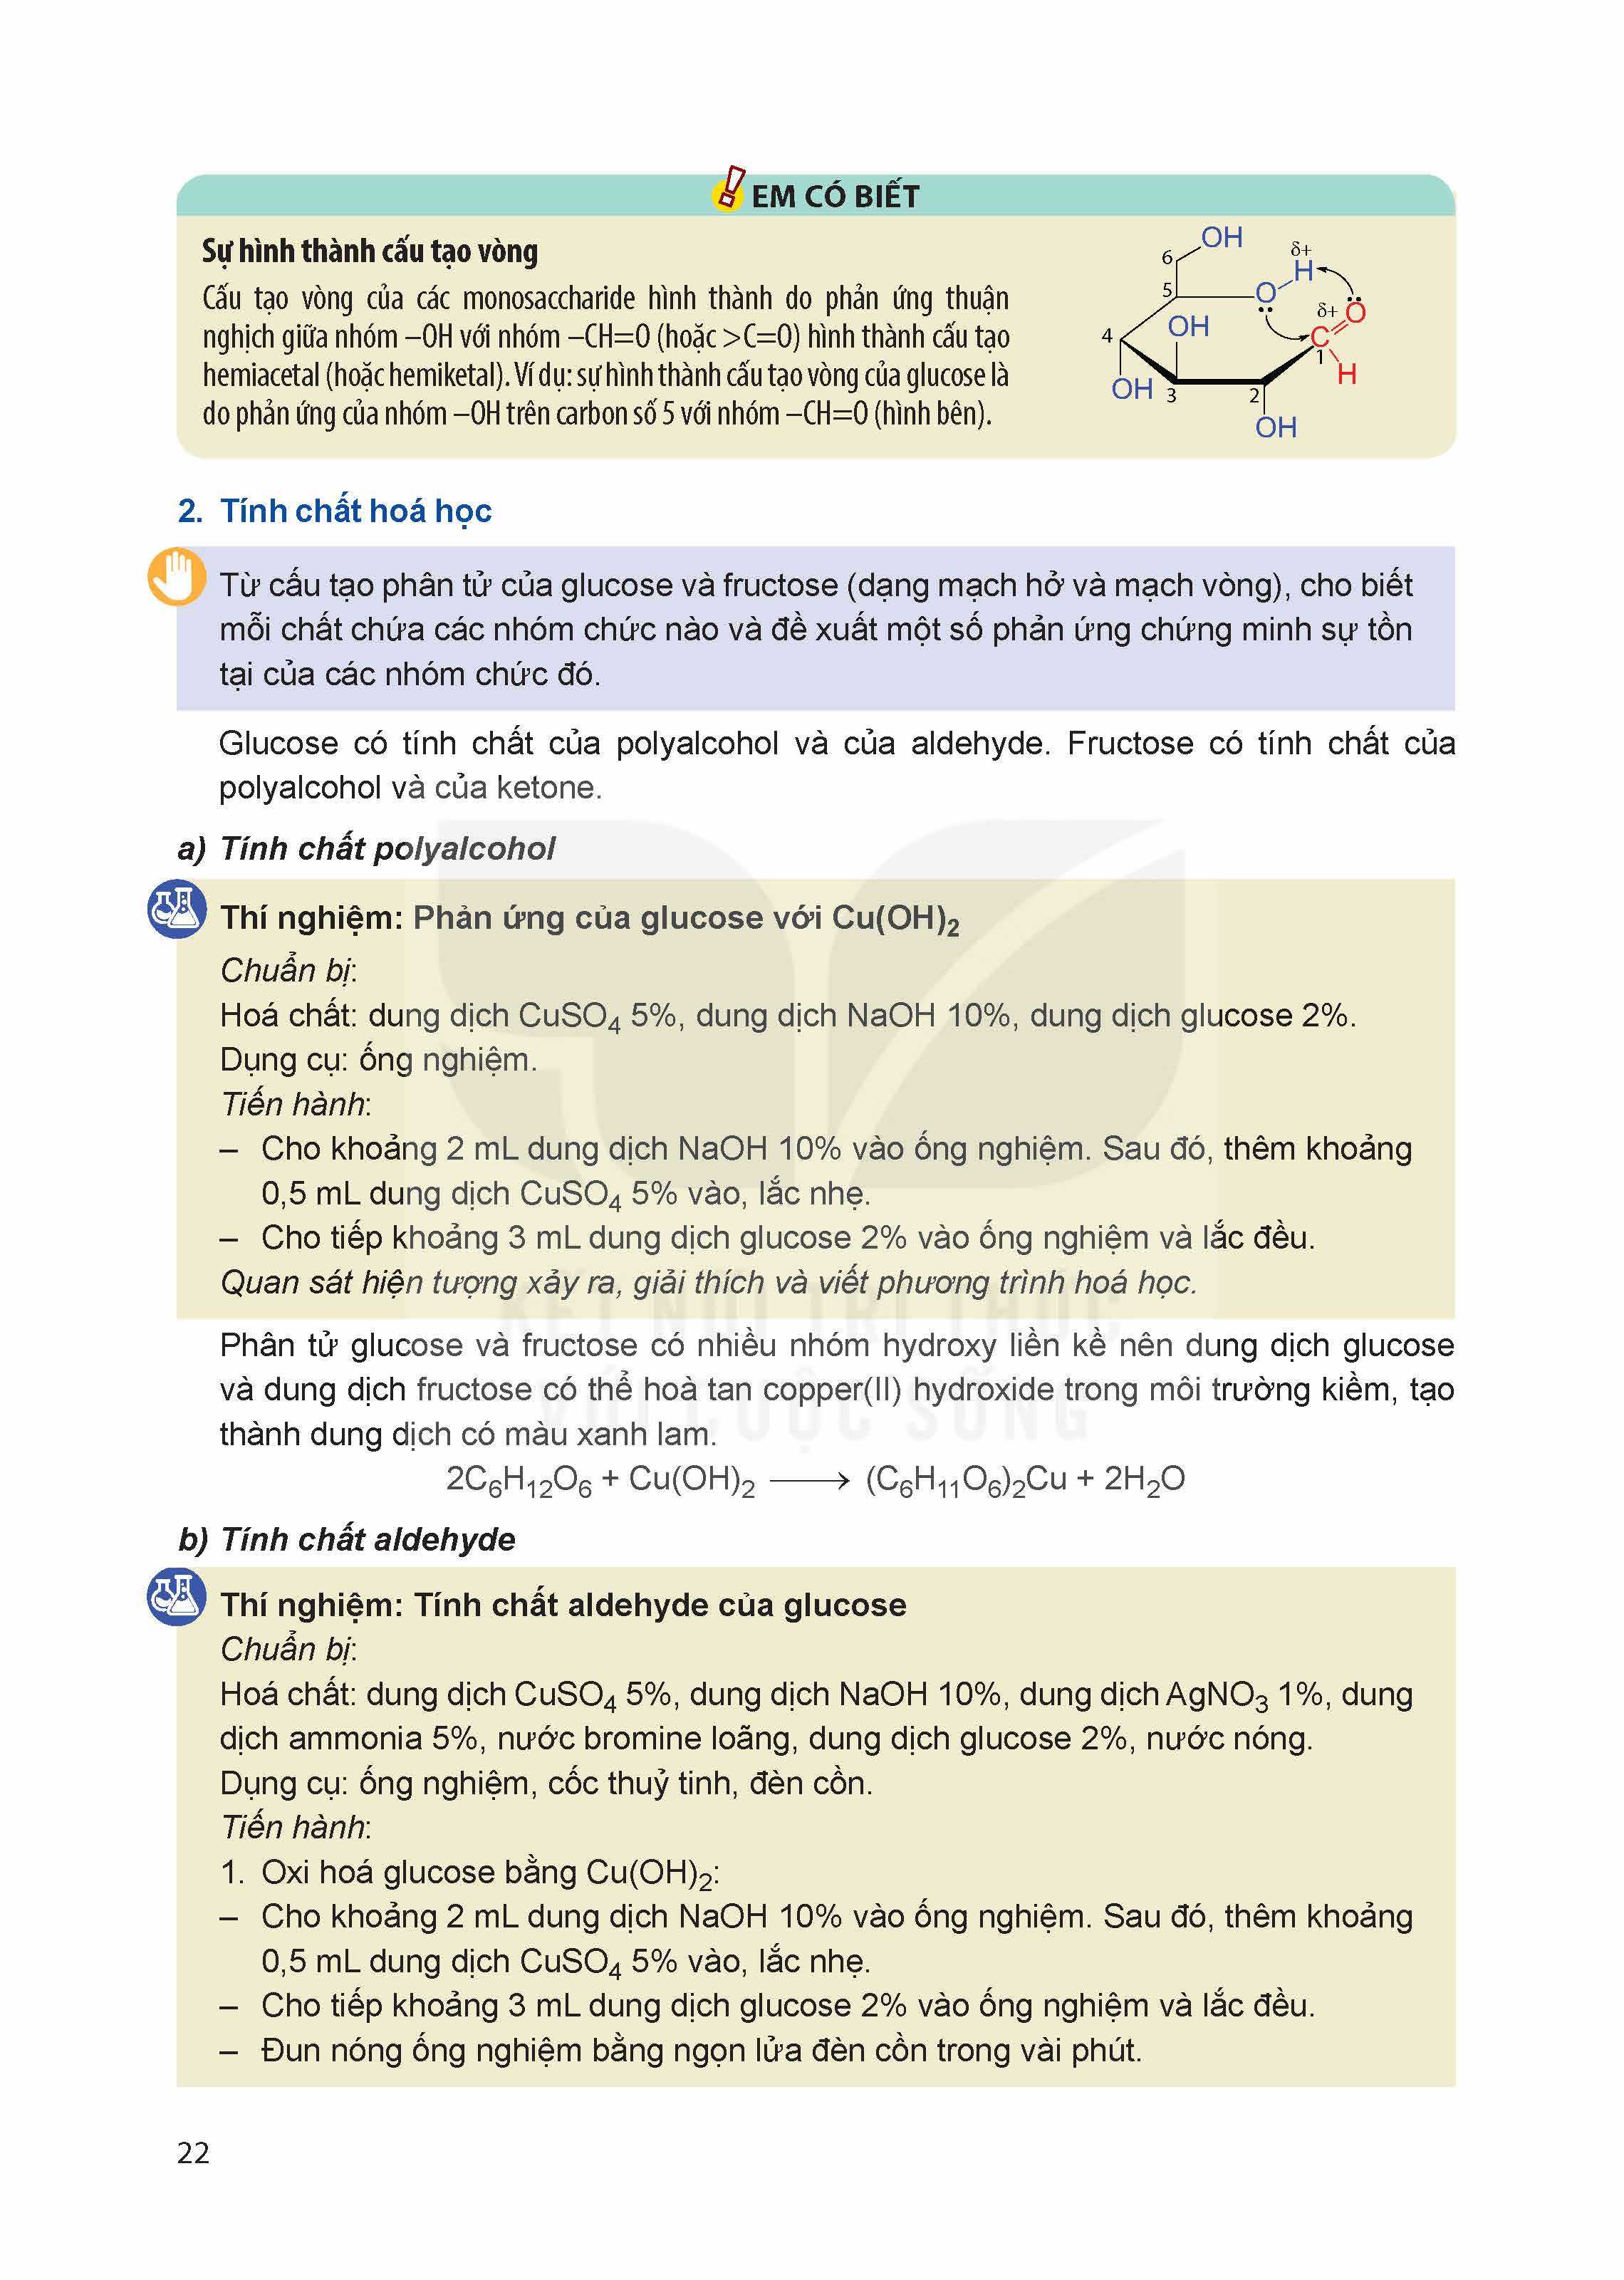 EM CÓ BIẾT
Sự hình thành cấu tạo vòng
Cấu tạo vòng của các monosaccharide hình thành do phản ứng thuận
nghịch giữa nhóm –OH với nhóm –CH=O (hoặc >C=O) hình thành cấu tạo
hemiacetal (hoặc hemiketal). Ví dụ: sự hình thành cấu tạo vòng của glucose là
do phản ứng của nhóm –OH trên carbon số 5 với nhóm –CH=O (hình bên).
OH
6
δ+
H
5
O
δ+ O
4
OH
C
1
H
OH
3
2
OH
2. Tính chất hoá học
Từ cấu tạo phân tử của glucose và fructose (dạng mạch hở và mạch vòng), cho biết
mỗi chất chứa các nhóm chức nào và đề xuất một số phản ứng chứng minh sự tồn
tại của các nhóm chức đó.
Glucose có tính chất của polyalcohol và của aldehyde. Fructose có tính chất của
polyalcohol và của ketone.
a) Tính chất polyalcohol
Thí nghiệm: Phản ứng của glucose với Cu(OH)₂
Chuẩn bị:
Hoá chất: dung dịch CuSO₄ 5%, dung dịch NaOH 10%, dung dịch glucose 2%.
Dụng cụ: ống nghiệm.
Tiến hành:
– Cho khoảng 2 mL dung dịch NaOH 10% vào ống nghiệm. Sau đó, thêm khoảng
0,5 mL dung dịch CuSO₄ 5% vào, lắc nhẹ.
– Cho tiếp khoảng 3 mL dung dịch glucose 2% vào ống nghiệm và lắc đều.
Quan sát hiện tượng xảy ra, giải thích và viết phương trình hoá học.
KẾT NỐI TRI THỨC
VỚI CUỘC SỐNG
Phân tử glucose và fructose có nhiều nhóm hydroxy liền kề nên dung dịch glucose
và dung dịch fructose có thể hoà tan copper(II) hydroxide trong môi trường kiềm, tạo
thành dung dịch có màu xanh lam.
2C₆H₁₂O₆ + Cu(OH)₂ ⟶ (C₆H₁₁O₆)₂Cu + 2H₂O
b) Tính chất aldehyde
Thí nghiệm: Tính chất aldehyde của glucose
Chuẩn bị:
Hoá chất: dung dịch CuSO₄ 5%, dung dịch NaOH 10%, dung dịch AgNO₃ 1%, dung
dịch ammonia 5%, nước bromine loãng, dung dịch glucose 2%, nước nóng.
Dụng cụ: ống nghiệm, cốc thuỷ tinh, đèn cồn.
Tiến hành:
1. Oxi hoá glucose bằng Cu(OH)₂:
– Cho khoảng 2 mL dung dịch NaOH 10% vào ống nghiệm. Sau đó, thêm khoảng
0,5 mL dung dịch CuSO₄ 5% vào, lắc nhẹ.
– Cho tiếp khoảng 3 mL dung dịch glucose 2% vào ống nghiệm và lắc đều.
– Đun nóng ống nghiệm bằng ngọn lửa đèn cồn trong vài phút.
22